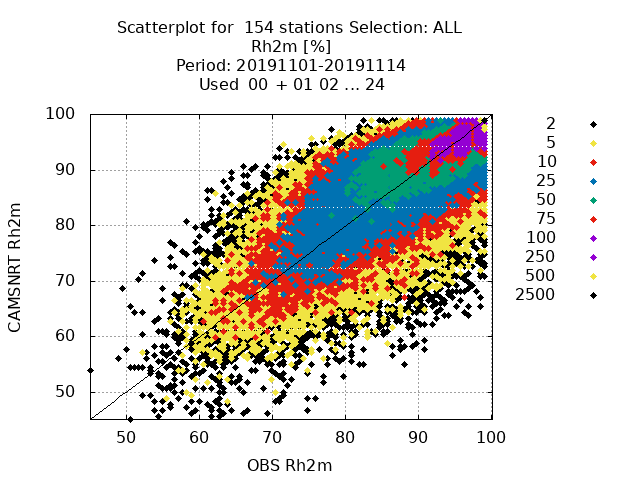 Scatterplot for 154 stations Selection: ALL
Rh2m [%]
Period: 20191101-20191114
Used 00 + 01 02 ... 24
100
90
80
70
60
50
CAMSNRT Rh2m
50 60 70 80 90 100
OBS Rh2m
2
5
10
25
50
75
100
250
500
2500